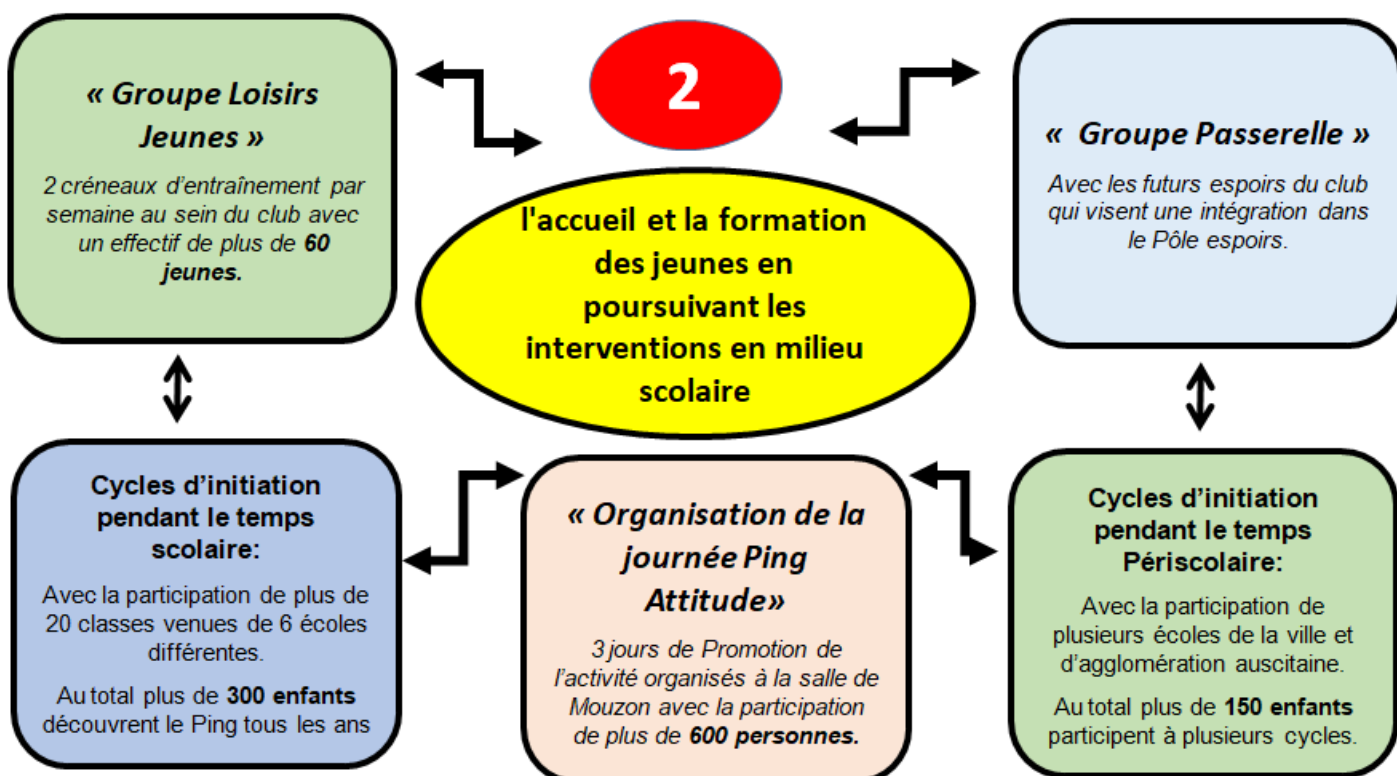 2
« Groupe Loisirs
Jeunes »
2 créneaux d'entraînement par
semaine au sein du club avec
un effectif de plus de 60
jeunes.
l'accueil et la formation
des jeunes en
poursuivant les
interventions en milieu
scolaire
« Groupe Passerelle »
Avec les futurs espoirs du club
qui visent une intégration dans
le Pôle espoirs.
Cycles d'initiation
pendant le temps
scolaire:
Avec la participation de plus de
20 classes venues de 6 écoles
différentes.
Au total plus de 300 enfants
découvrent le Ping tous les ans
« Organisation de la
journée Ping
Attitude»
3 jours de Promotion de
l'activité organisés à la salle de
Mouzon avec la participation
de plus de 600 personnes.
Cycles d'initiation
pendant le temps
Périscolaire:
Avec la participation de
plusieurs écoles de la ville et
d'agglomération auscitaine.
Au total plus de 150 enfants
participent à plusieurs cycles.